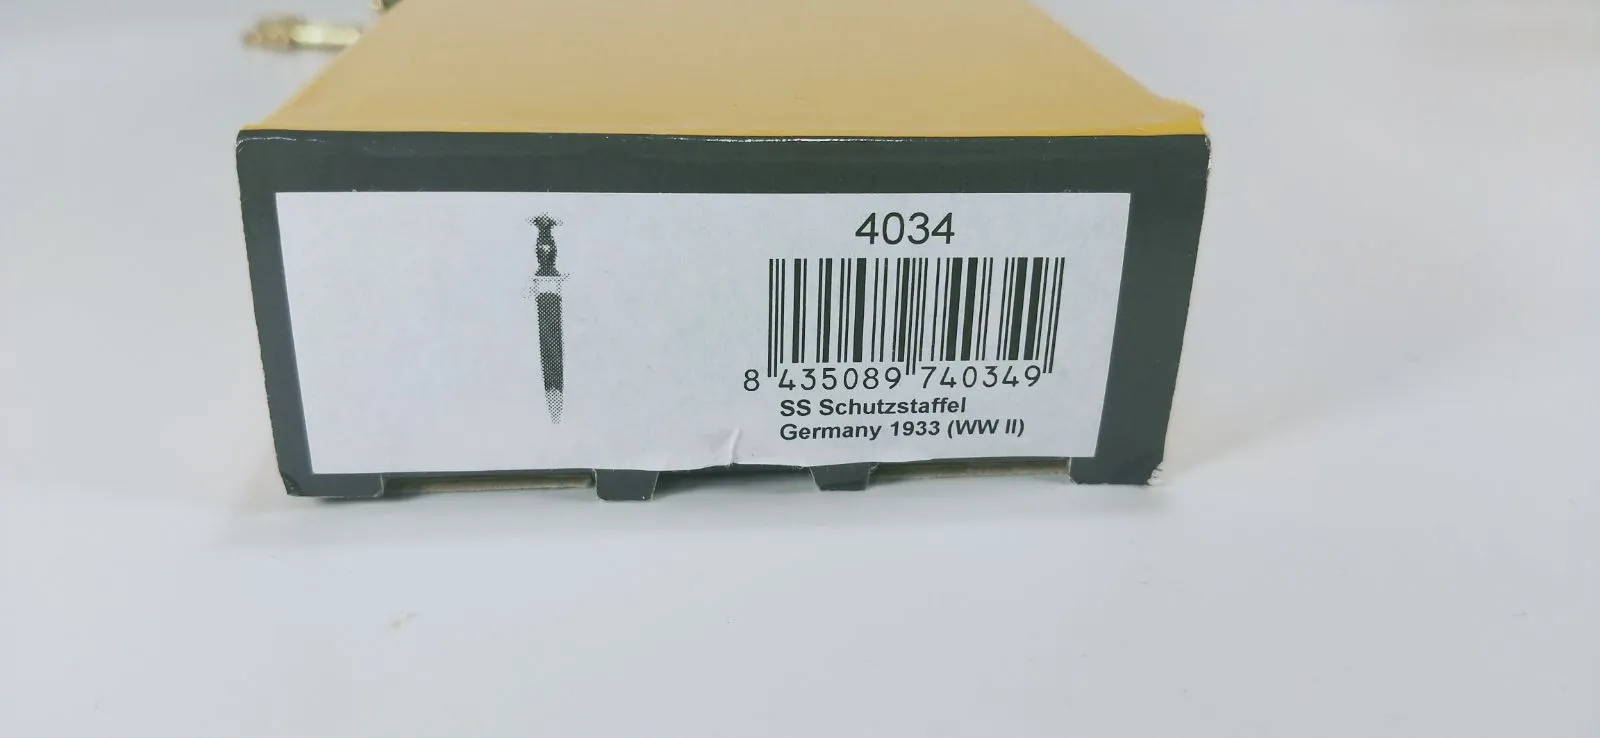 4034
8 435089 740349
SS Schutzstaffel
Germany 1933 (WW II)